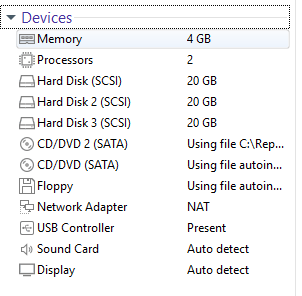 Devices
Memory 4 GB
Processors 2
Hard Disk (SCSI) 20 GB
Hard Disk 2 (SCSI) 20 GB
Hard Disk 3 (SCSI) 20 GB
CD/DVD 2 (SATA) Using file C:\Rep...
CD/DVD (SATA) Using file autoin...
Floppy Using file autoin...
Network Adapter NAT
USB Controller Present
Sound Card Auto detect
Display Auto detect